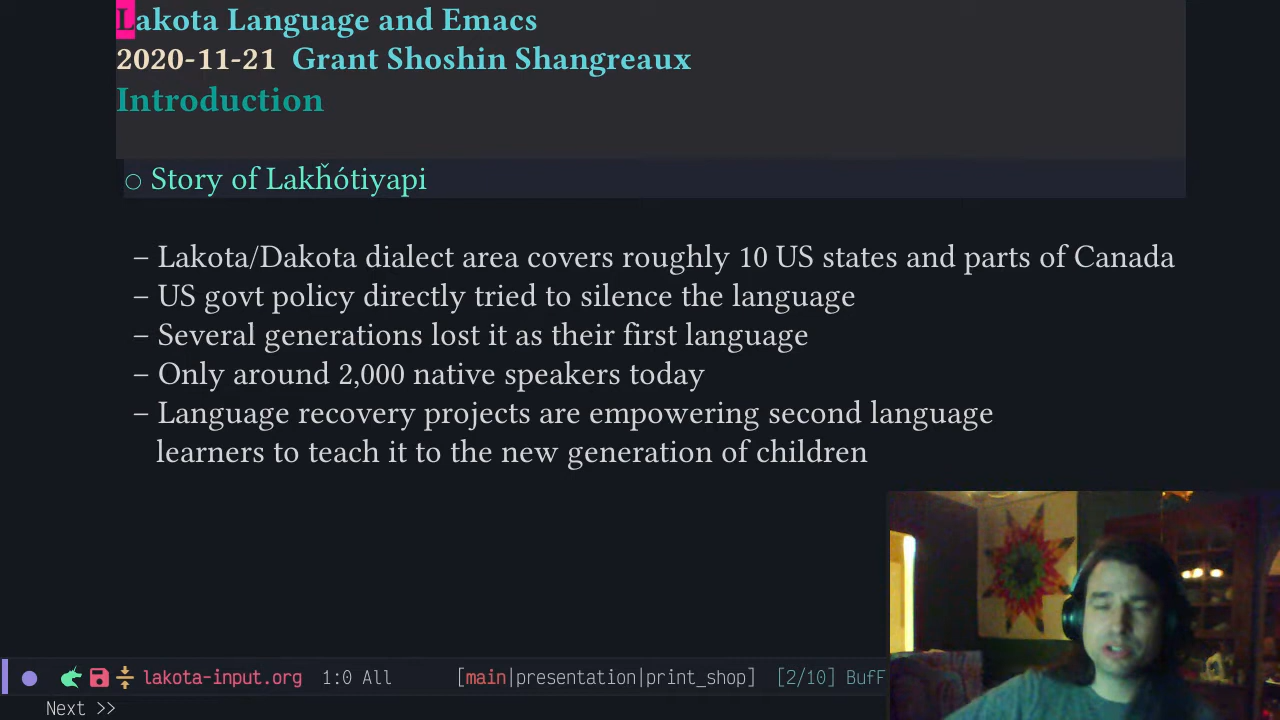 Lakota Language and Emacs
2020-11-21 Grant Shoshin Shangreaux
Introduction
○ Story of Lakȟótiyapi
– Lakota/Dakota dialect area covers roughly 10 US states and parts of Canada
– US govt policy directly tried to silence the language
– Several generations lost it as their first language
– Only around 2,000 native speakers today
– Language recovery projects are empowering second language
learners to teach it to the new generation of children
lakota-input.org 1:0 All [main|presentation|print_shop] [2/10] BufF
Next >>